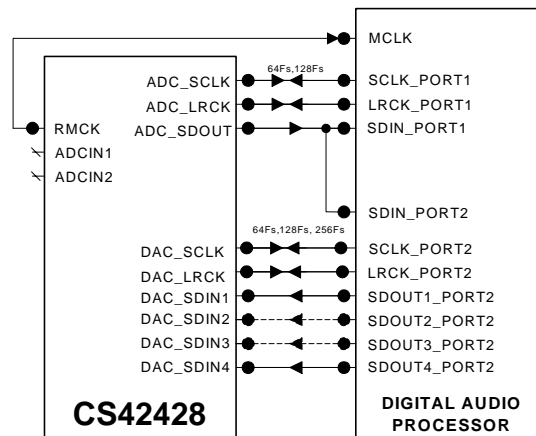 MCLK
64Fs,128Fs
ADC_SCLK
SCLK_PORT1
ADC_LRCK
LRCK_PORT1
RMCK
ADC_SDOUT
SDIN_PORT1
ADCIN1
ADCIN2
SDIN_PORT2
64Fs,128Fs, 256Fs
DAC_SCLK
SCLK_PORT2
DAC_LRCK
LRCK_PORT2
DAC_SDIN1
SDOUT1_PORT2
DAC_SDIN2
SDOUT2_PORT2
DAC_SDIN3
SDOUT3_PORT2
DAC_SDIN4
SDOUT4_PORT2
CS42428
DIGITAL AUDIO
PROCESSOR